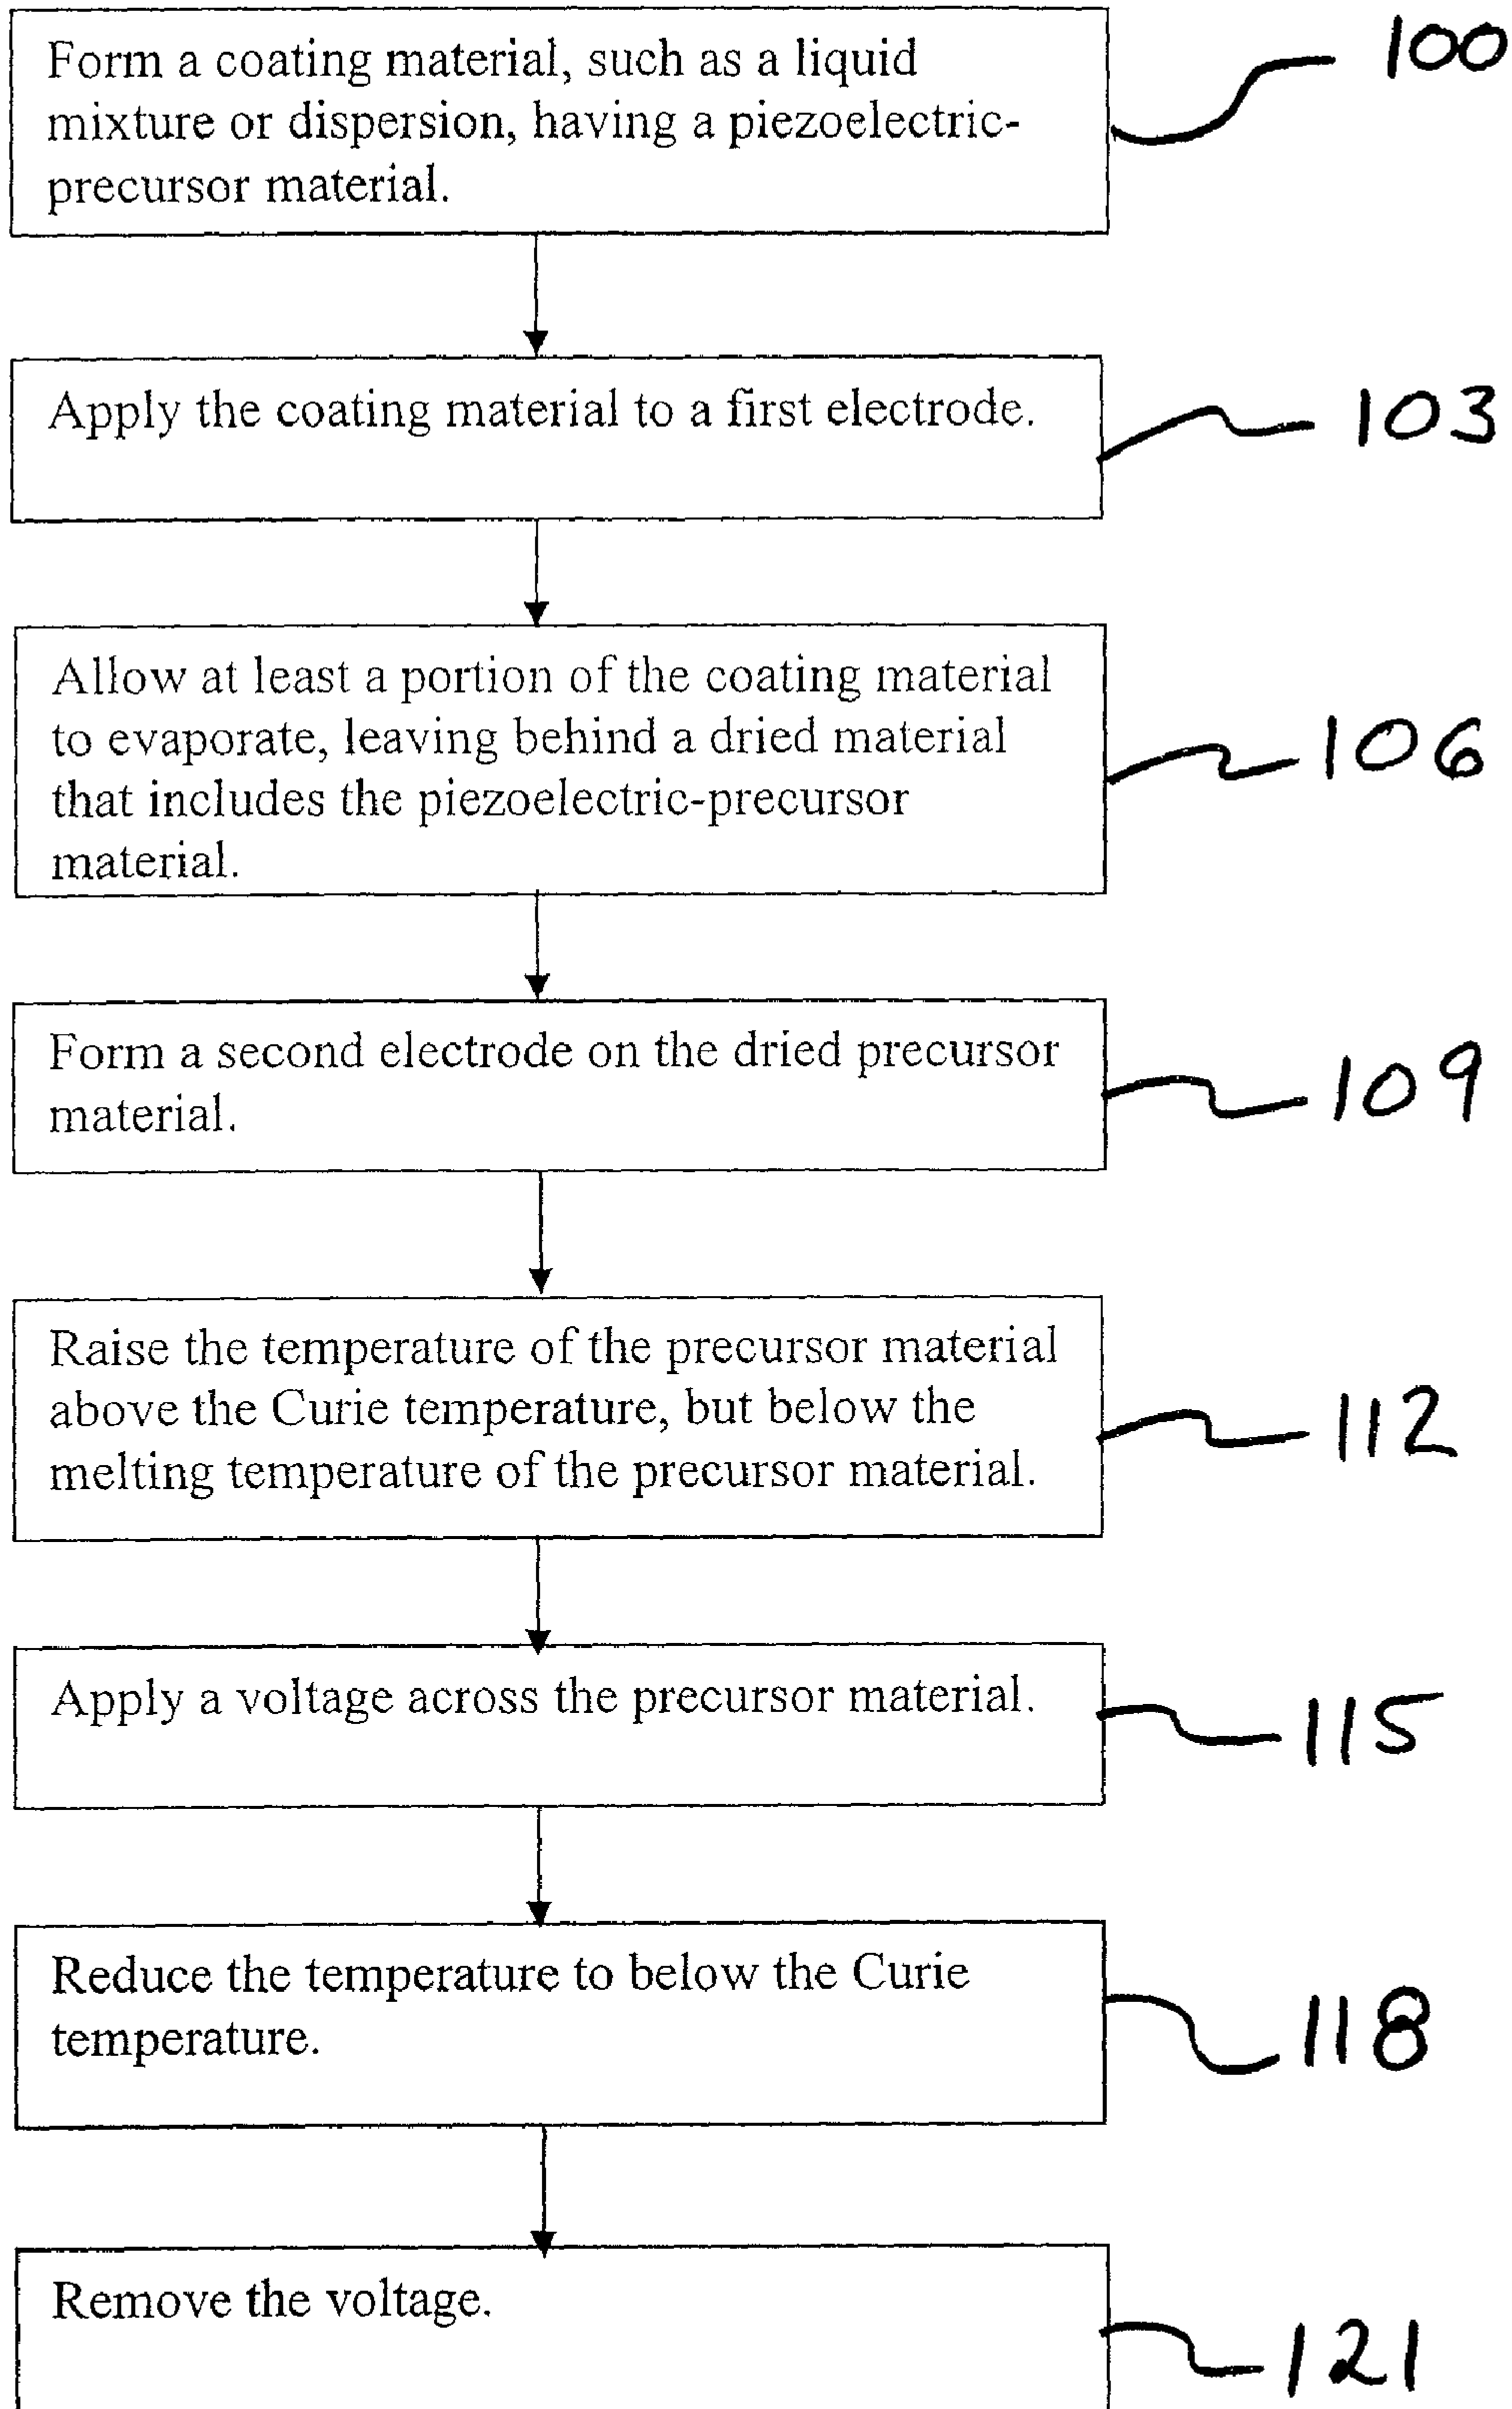 Form a coating material, such as a liquid
mixture or dispersion, having a piezoelectric-
precursor material.
100
Apply the coating material to a first electrode.
103
Allow at least a portion of the coating material
to evaporate, leaving behind a dried material
that includes the piezoelectric-precursor
material.
106
Form a second electrode on the dried precursor
material.
109
Raise the temperature of the precursor material
above the Curie temperature, but below the
melting temperature of the precursor material.
112
Apply a voltage across the precursor material.
115
Reduce the temperature to below the Curie
temperature.
118
Remove the voltage.
121